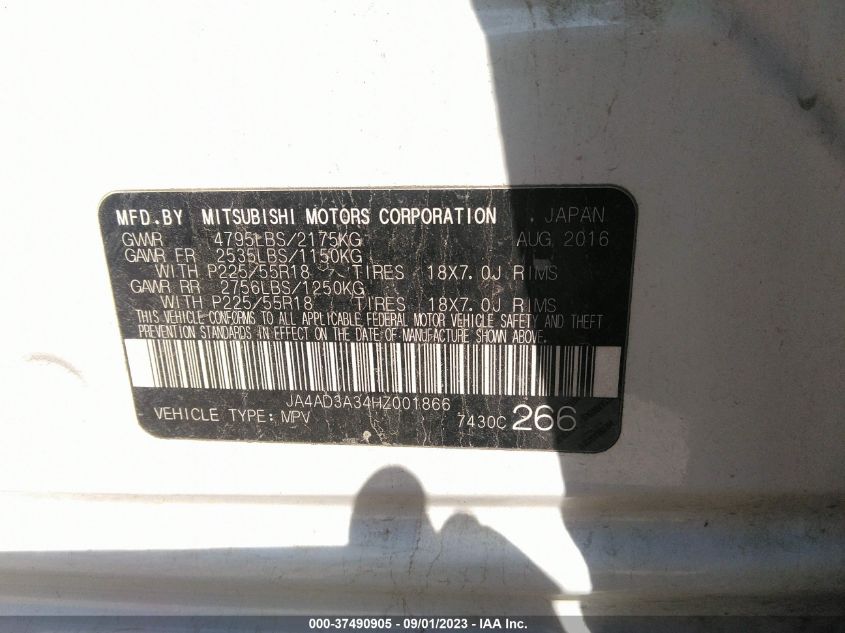 MFD.BY MITSUBISHI MOTORS CORPORATION . JAPAN
GVWR 4795LBS/2175KG AUG 2016
GAWR FR 2535LBS/1150KG
WITH P225/55R18 TIRES 18X7.0J RIMS
GAWR RR 2756LBS/1250KG
WITH P225/55R18 TIRES 18X7.0J RIMS
THIS VEHICLE CONFORMS TO ALL APPLICABLE FEDERAL MOTOR VEHICLE SAFETY AND THEFT
PREVENTION STANDARDS IN EFFECT ON THE DATE OF MANUFACTURE SHOWN ABOVE.
JA4AD3A34HZ001866
VEHICLE TYPE: MPV 7430C 266
000-37490905 - 09/01/2023 - IAA Inc.